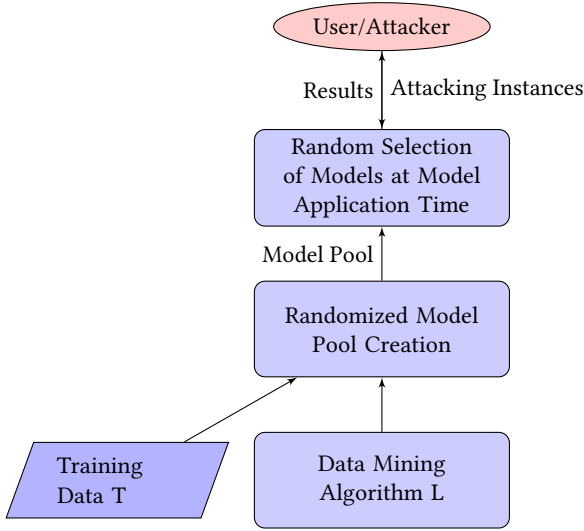 User/Attacker
Results
Attacking Instances
Random Selection
of Models at Model
Application Time
Model Pool
Randomized Model
Pool Creation
Training
Data T
Data Mining
Algorithm L